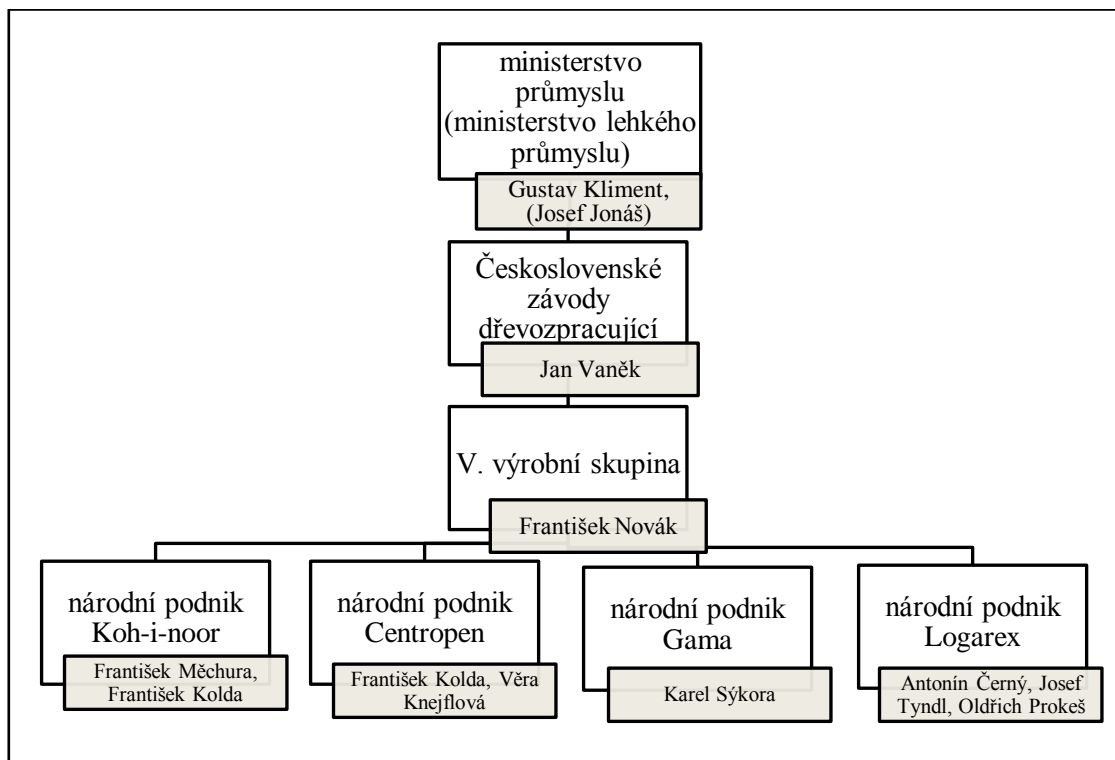 ministerstvo
průmyslu
(ministerstvo lehkého
průmyslu)
Gustav Kliment,
(Josef Jonáš)
Československé
závody
dřevozpracující
Jan Vaněk
V. výrobní skupina
František Novák
národní podnik
Koh-i-noor
František Měchura,
František Kolda
národní podnik
Centropen
František Kolda, Věra
Knejflová
národní podnik
Gama
Karel Sýkora
národní podnik
Logarex
Antonín Černý, Josef
Tyndl, Oldřich Prokeš